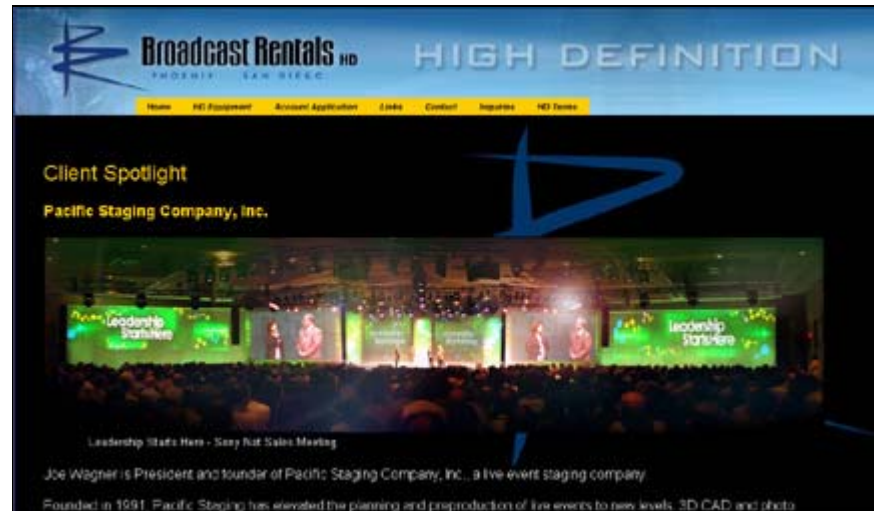 Broadcast Rentals HD
PHOENIX SAN DIEGO
HIGH DEFINITION
Home HD Equipment Account Application Links Contact Inquiries HD Terms
Client Spotlight
Pacific Staging Company, Inc.
Leadership Starts Here
Leadership StartsHere
Leadership Starts Here - Sony Nat Sales Meeting
Joe Wagner is President and founder of Pacific Staging Company, Inc., a live event staging company
Founded in 1991, Pacific Staging has elevated the planning and preproduction of live events to new levels. 3D CAD and photo